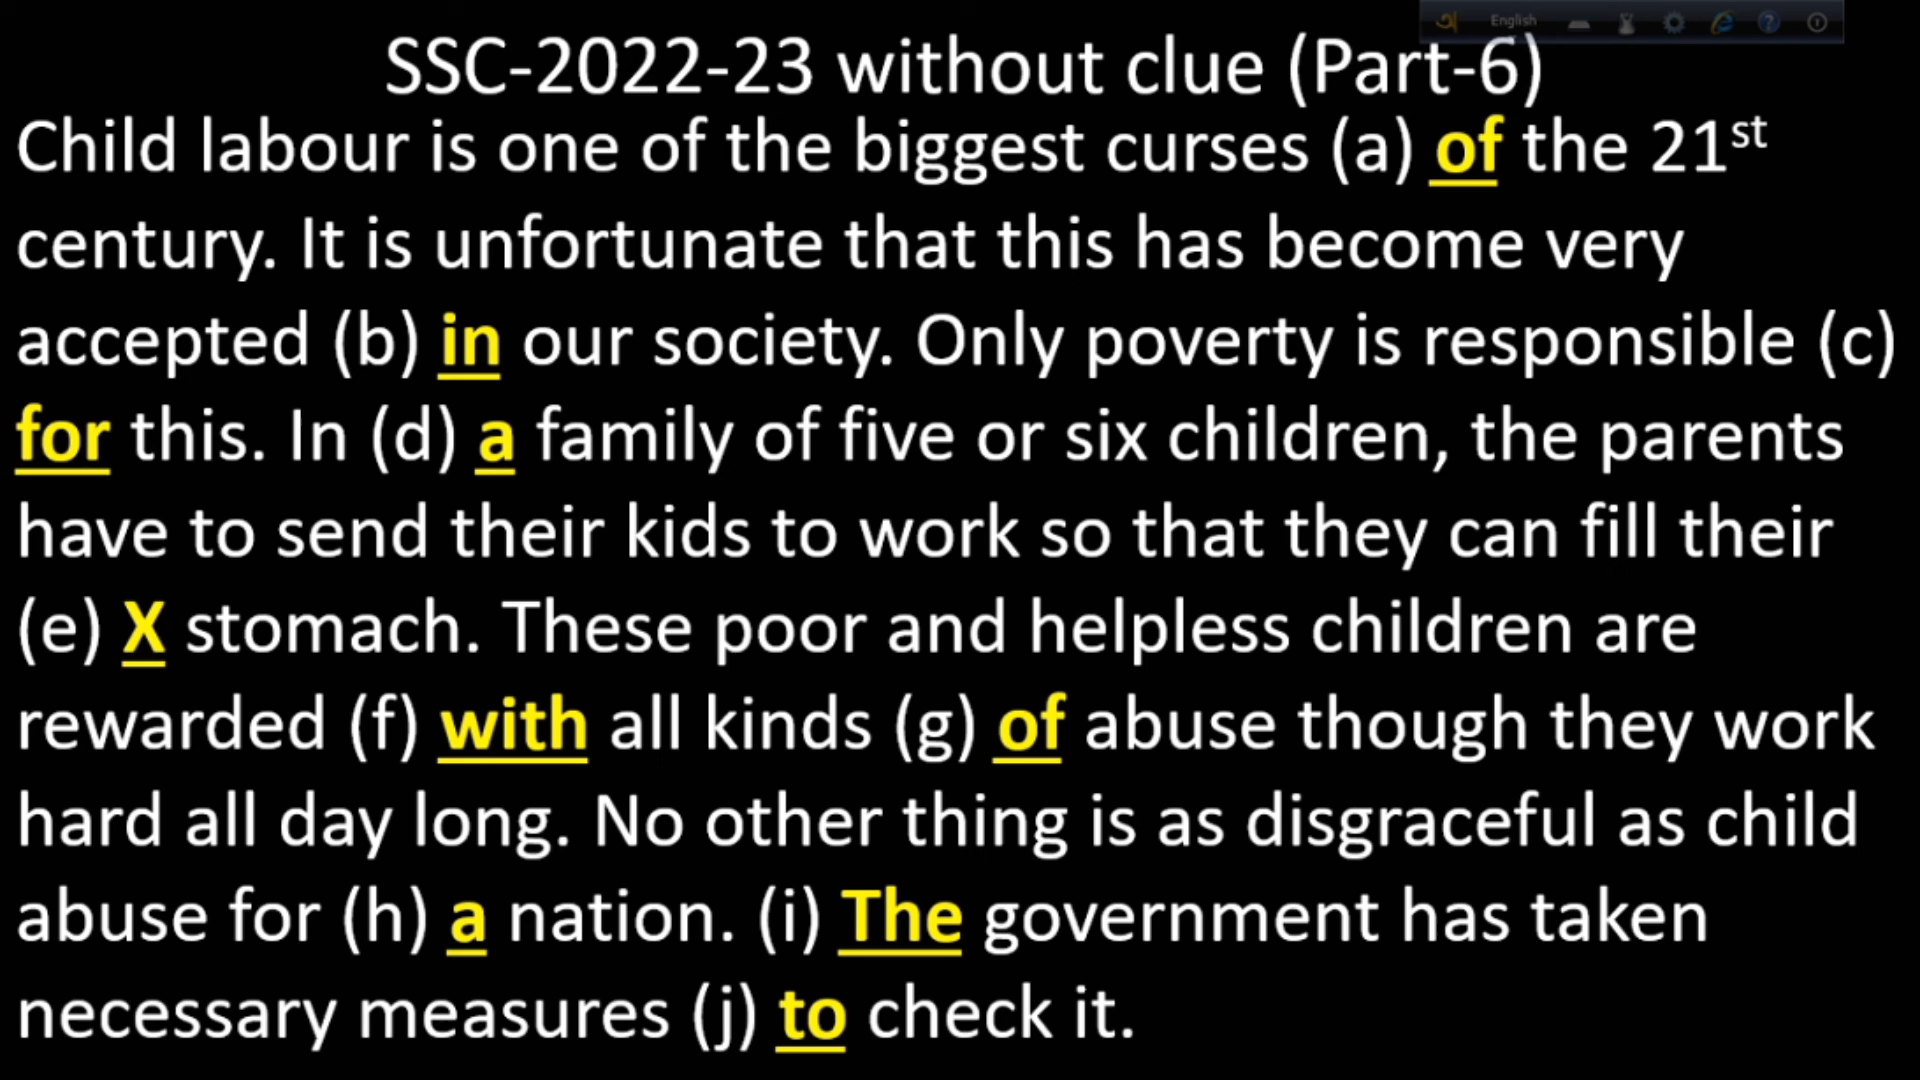 English
SSC-2022-23 without clue (Part-6)
Child labour is one of the biggest curses (a) of the 21st
century. It is unfortunate that this has become very
accepted (b) in our society. Only poverty is responsible (c)
for this. In (d) a family of five or six children, the parents
have to send their kids to work so that they can fill their
(e) X stomach. These poor and helpless children are
rewarded (f) with all kinds (g) of abuse though they work
hard all day long. No other thing is as disgraceful as child
abuse for (h) a nation. (i) The government has taken
necessary measures (j) to check it.